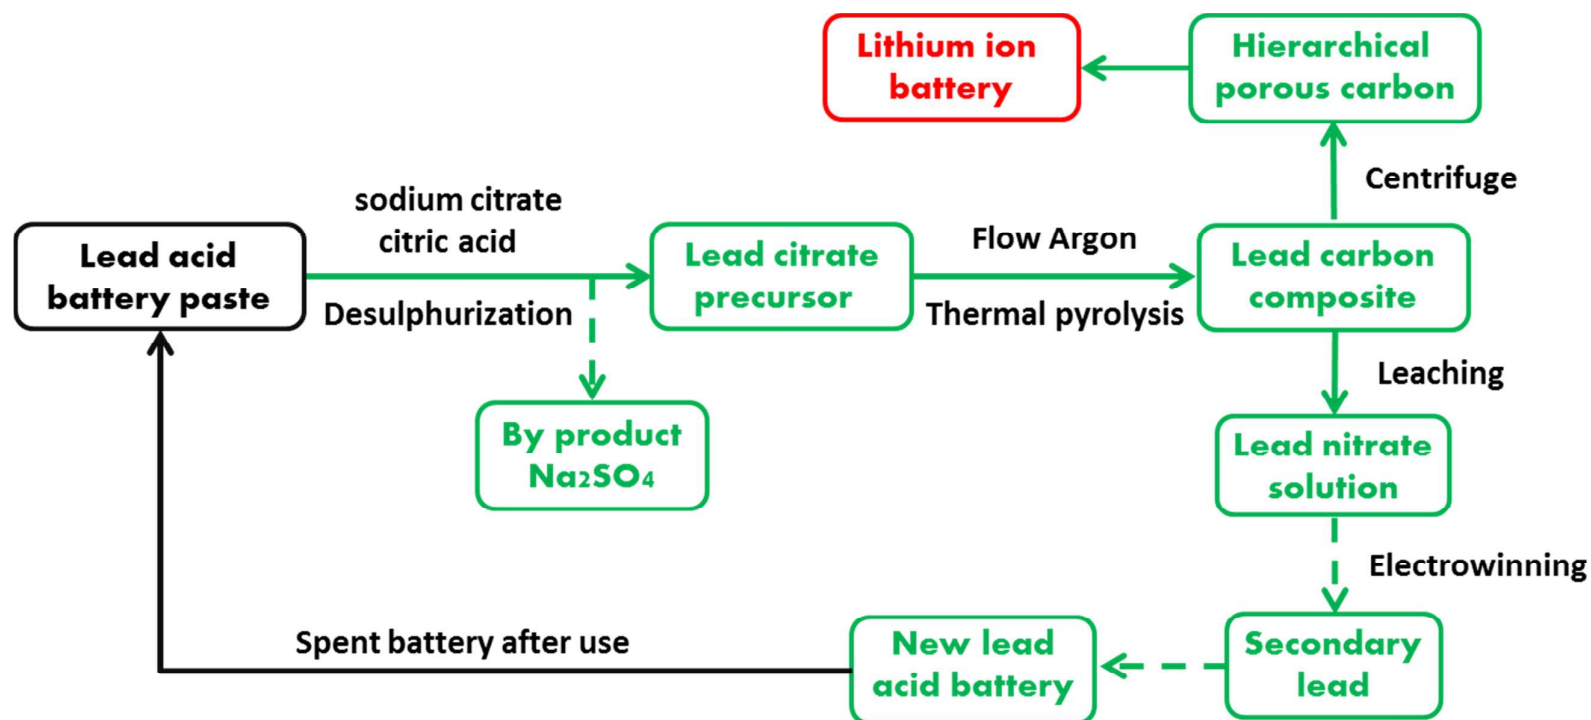 Lithium ion
battery
Hierarchical
porous carbon
Centrifuge
sodium citrate
citric acid
Lead acid
battery paste
Desulphurization
Lead citrate
precursor
Flow Argon
Thermal pyrolysis
Lead carbon
composite
Leaching
By product
Na₂SO₄
Lead nitrate
solution
Electrowinning
Spent battery after use
New lead
acid battery
Secondary
lead